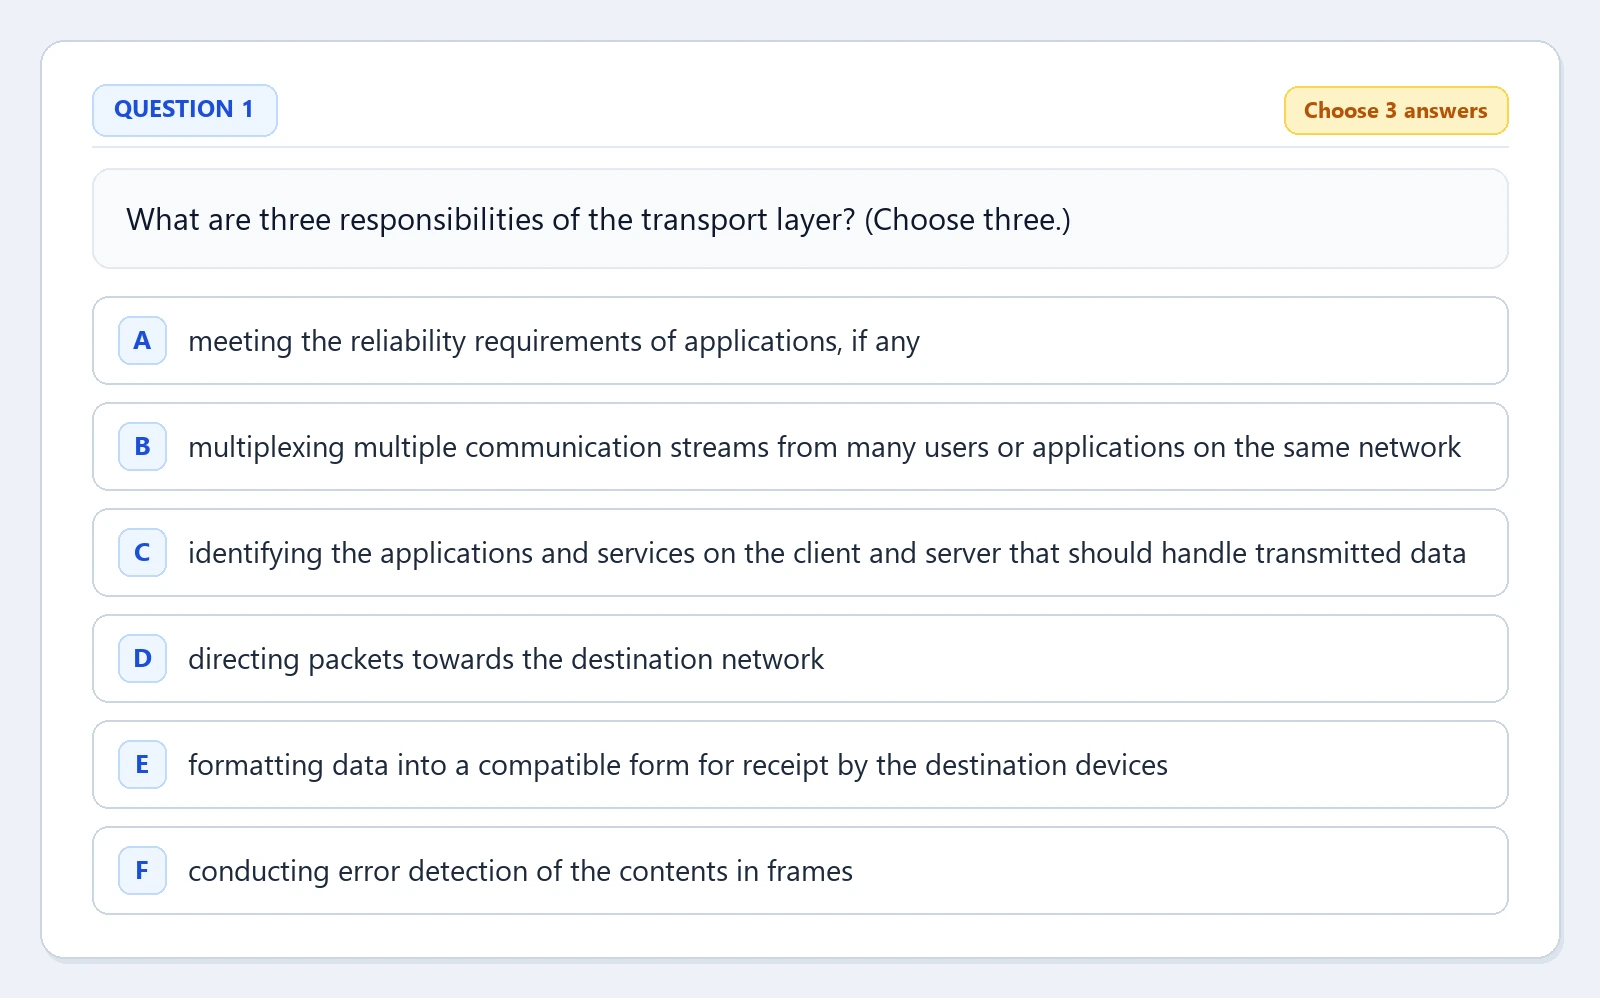 QUESTION 1
Choose 3 answers
What are three responsibilities of the transport layer? (Choose three.)
A meeting the reliability requirements of applications, if any
B multiplexing multiple communication streams from many users or applications on the same network
C identifying the applications and services on the client and server that should handle transmitted data
D directing packets towards the destination network
E formatting data into a compatible form for receipt by the destination devices
F conducting error detection of the contents in frames